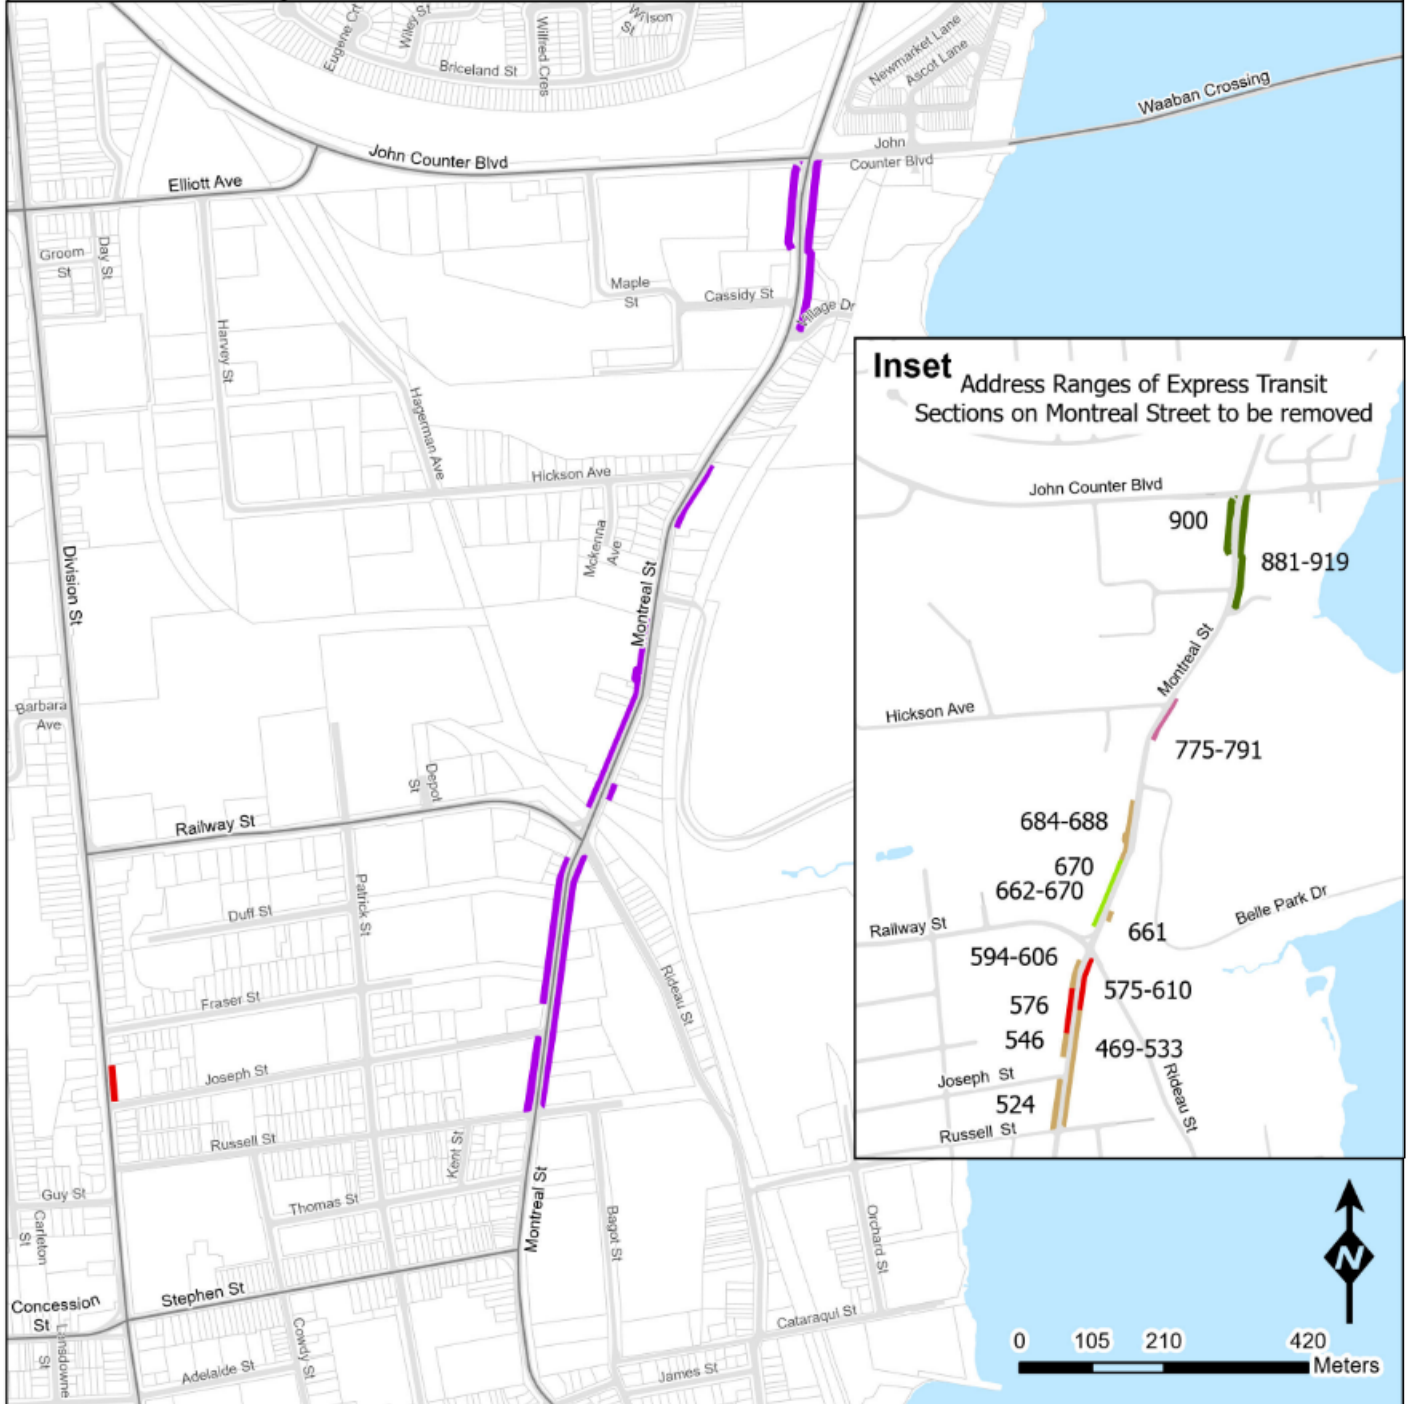 Eugene Crt
Wiley St
Wilfred Cres
Wilson
St
Briceland St
Newmarket Lane
Ascot Lane
Waaban Crossing
John Counter Blvd
John
Counter Blvd
Elliott Ave
Groom
St
Day St
Harvey St
Maple
St
Cassidy St
Village Dr
Hagerman Ave
Hickson Ave
Mckenna
Ave
Montreal St
Division St
Barbara
Ave
Depot
St
Railway St
Patrick St
Duff St
Fraser St
Rideau St
Joseph St
Russell St
Kent St
Guy St
Thomas St
Carleton
St
Montreal St
Bagot St
Orchard St
Concession
St
Stephen St
Lansdowne
St
Cowdy St
Adelaide St
Cataraqui St
James St
Inset
Address Ranges of Express Transit
Sections on Montreal Street to be removed
John Counter Blvd
900
881-919
Montreal St
Hickson Ave
775-791
684-688
670
662-670
Belle Park Dr
Railway St
661
594-606
575-610
576
546
469-533
Joseph St
Rideau St
524
Russell St
N
0 105 210 420
Meters